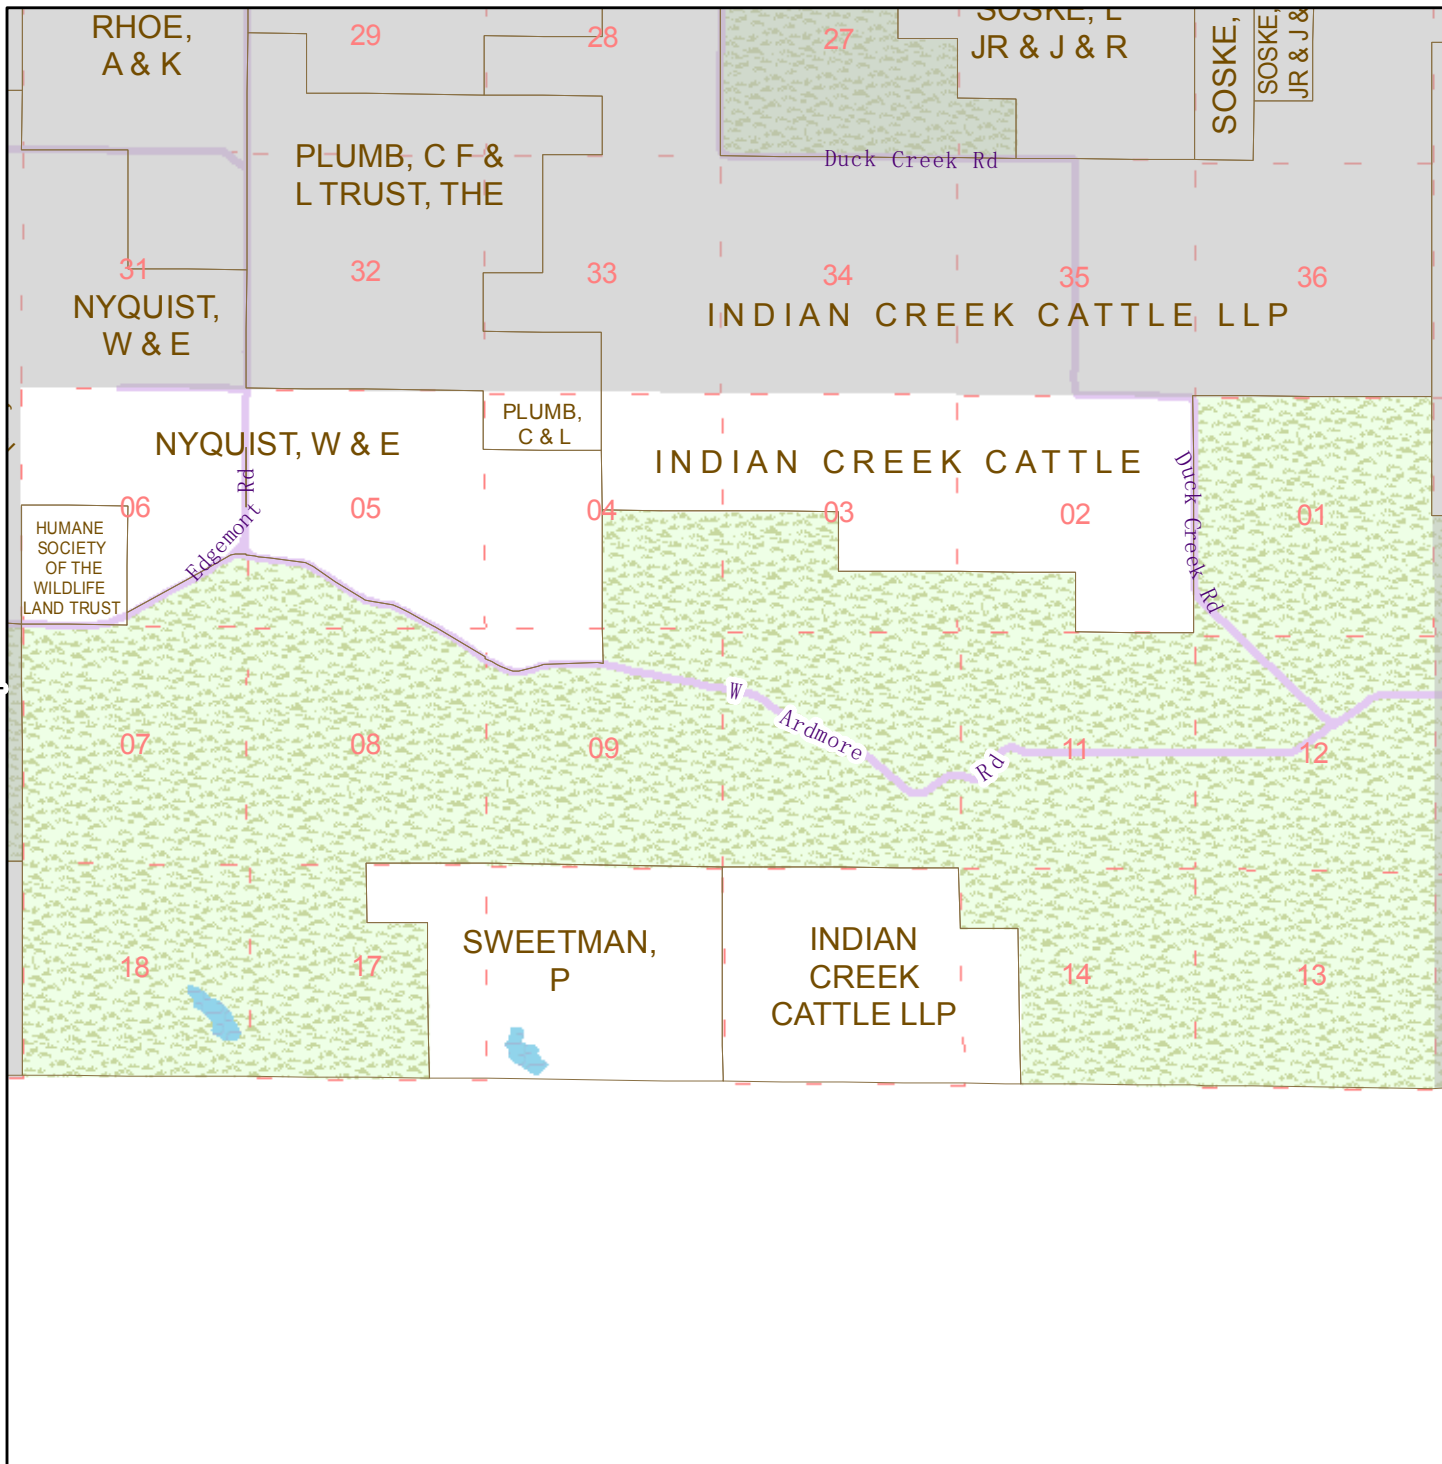 RHOE,
A & K
29
28
27
SOSKE, L
JR & J & R
SOSKE,
SOSKE,
JR & J &
PLUMB, C F &
L TRUST, THE
Duck Creek Rd
31
32
33
34
35
36
NYQUIST,
W & E
INDIAN CREEK CATTLE LLP
PLUMB,
C & L
NYQUIST, W & E
INDIAN CREEK CATTLE
Duck Creek Rd
Edgemont Rd
06
05
04
03
02
01
HUMANE
SOCIETY
OF THE
WILDLIFE
LAND TRUST
W Ardmore Rd
07
08
09
11
12
SWEETMAN,
P
INDIAN
CREEK
CATTLE LLP
18
17
14
13